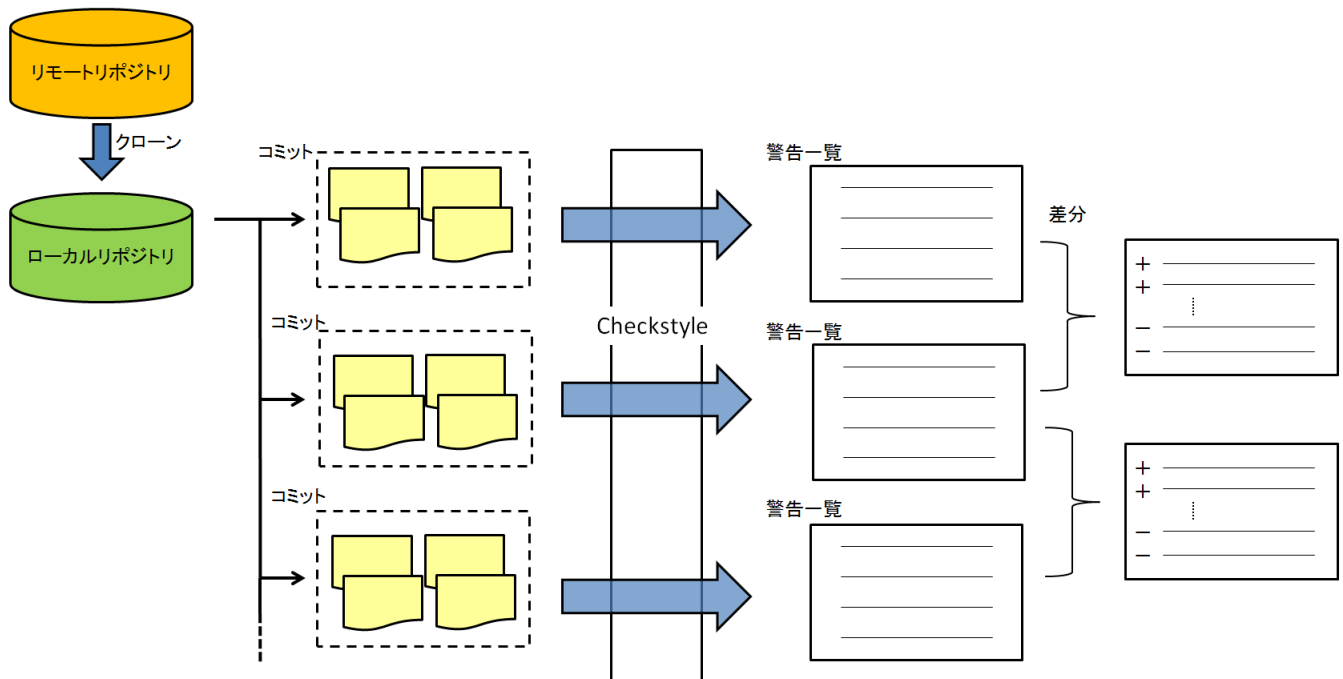 リモートリポジトリ
クローン
ローカルリポジトリ
コミット
コミット
コミット
Checkstyle
警告一覧
警告一覧
警告一覧
差分
+
+
−
−
+
+
−
−